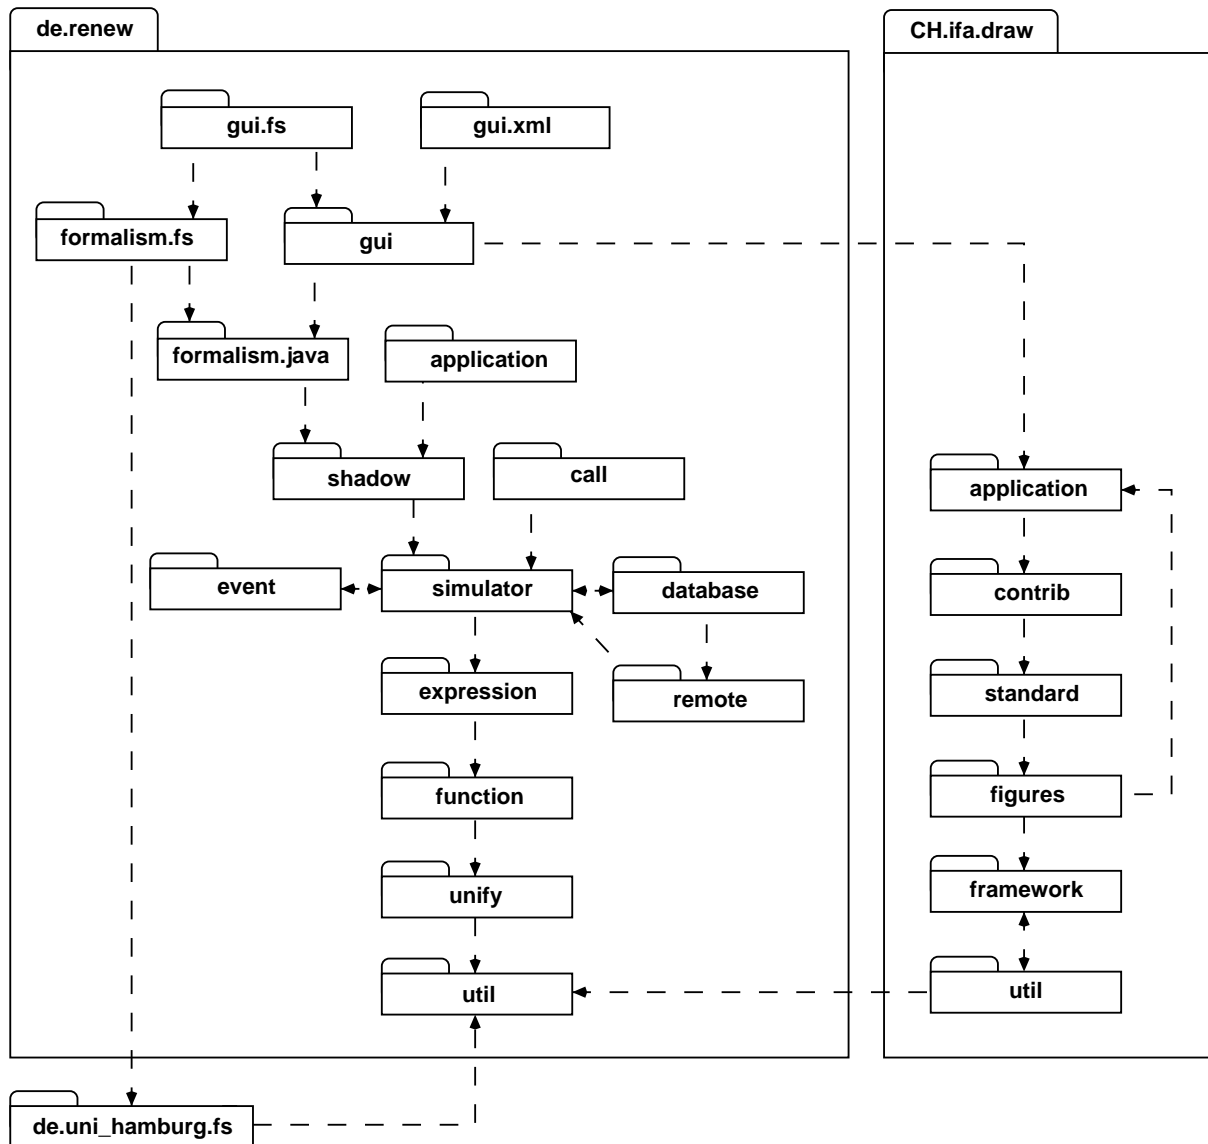 de.renew
CH.ifa.draw
gui.fs
gui.xml
formalism.fs
gui
formalism.java
application
shadow
call
application
event
simulator
database
contrib
expression
remote
standard
function
figures
unify
framework
util
util
de.uni_hamburg.fs